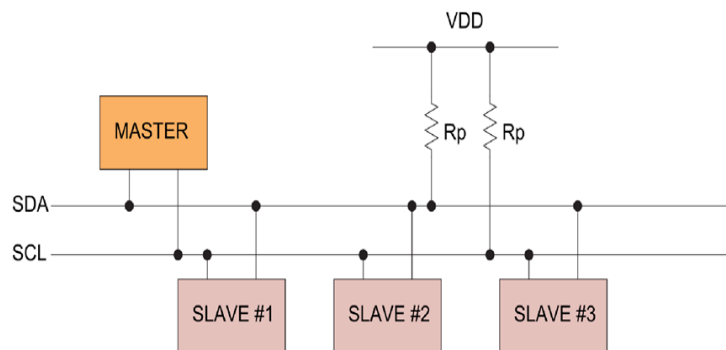 VDD
MASTER
Rp
Rp
SDA
SCL
SLAVE #1
SLAVE #2
SLAVE #3